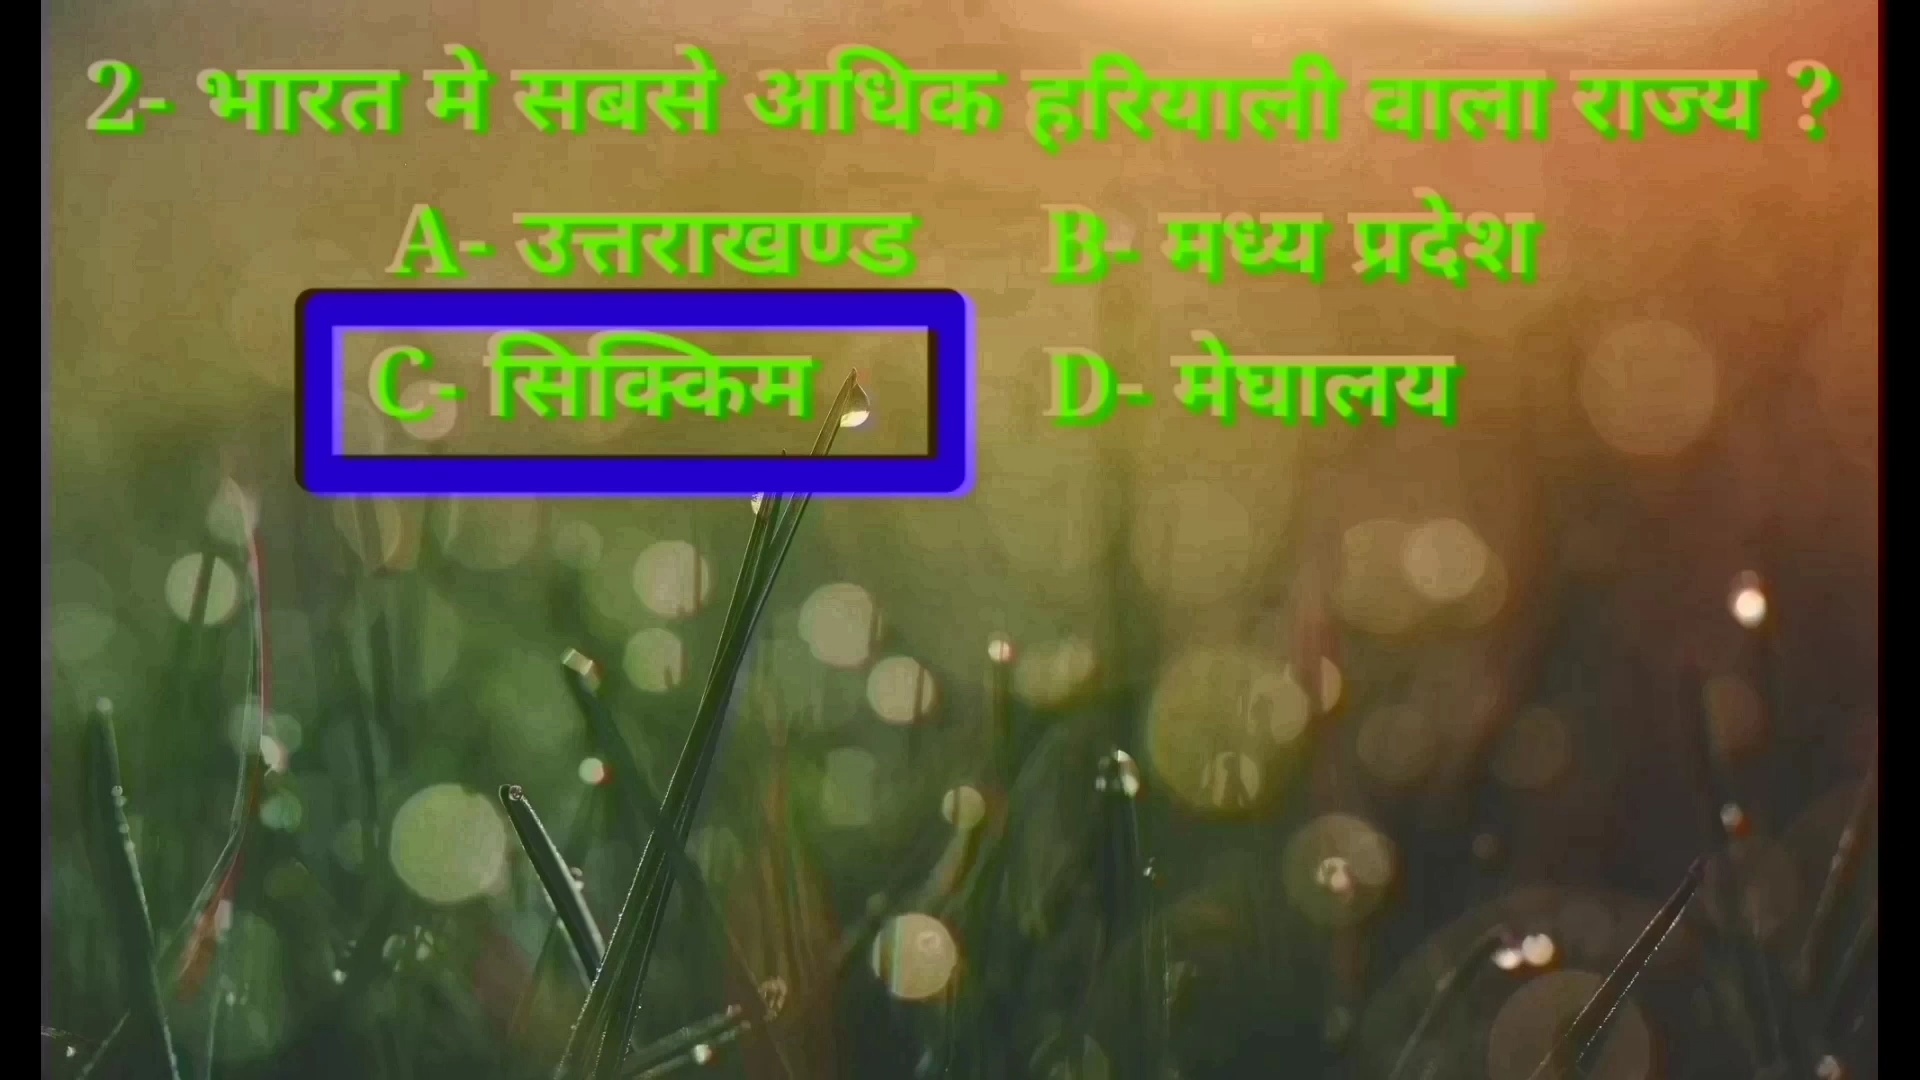 2- भारत मे सबसे अधिक हरियाली वाला राज्य ?
A- उत्तराखण्ड B- मध्य प्रदेश
C- सिक्किम D- मेघालय